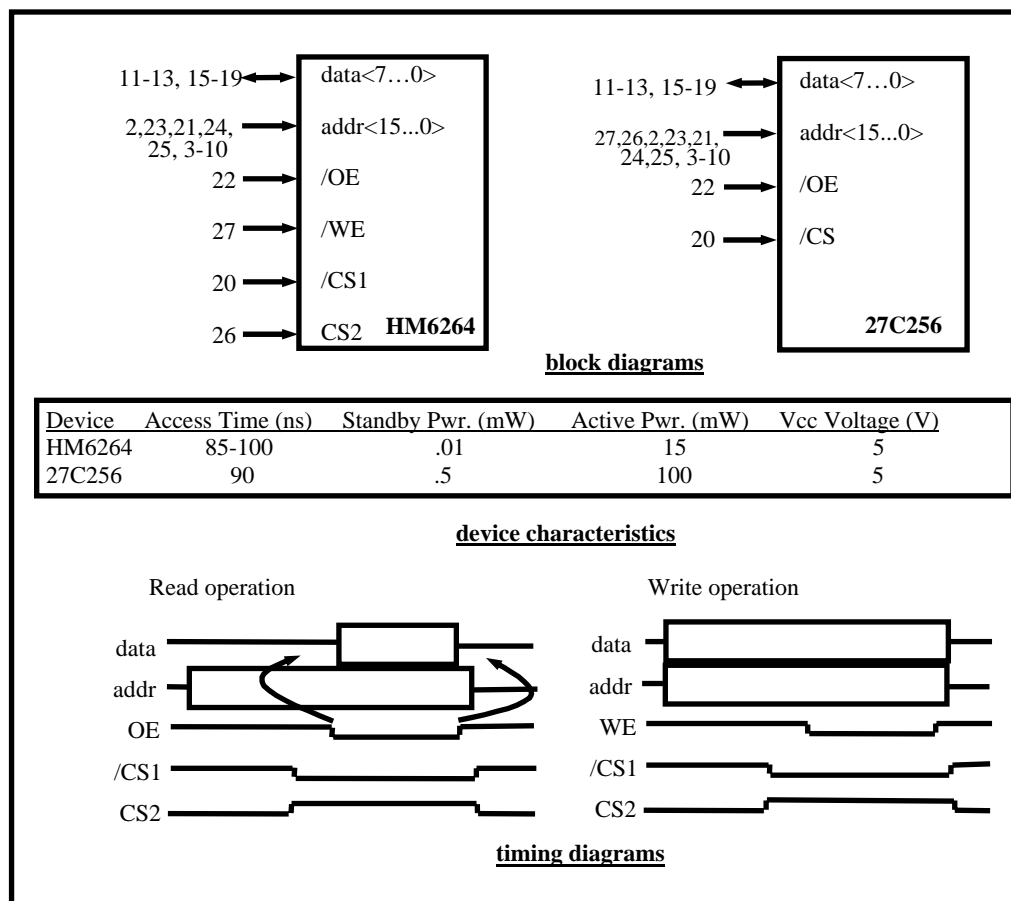 11-13, 15-19
data<7…0>
2,23,21,24,
25, 3-10
addr<15...0>
22
/OE
27
/WE
20
/CS1
26
CS2
HM6264
11-13, 15-19
data<7…0>
27,26,2,23,21,
24,25, 3-10
addr<15...0>
22
/OE
20
/CS
27C256
block diagrams
Device Access Time (ns) Standby Pwr. (mW) Active Pwr. (mW) Vcc Voltage (V)
HM6264 85-100 .01 15 5
27C256 90 .5 100 5
device characteristics
Read operation
data
addr
OE
/CS1
CS2
Write operation
data
addr
WE
/CS1
CS2
timing diagrams